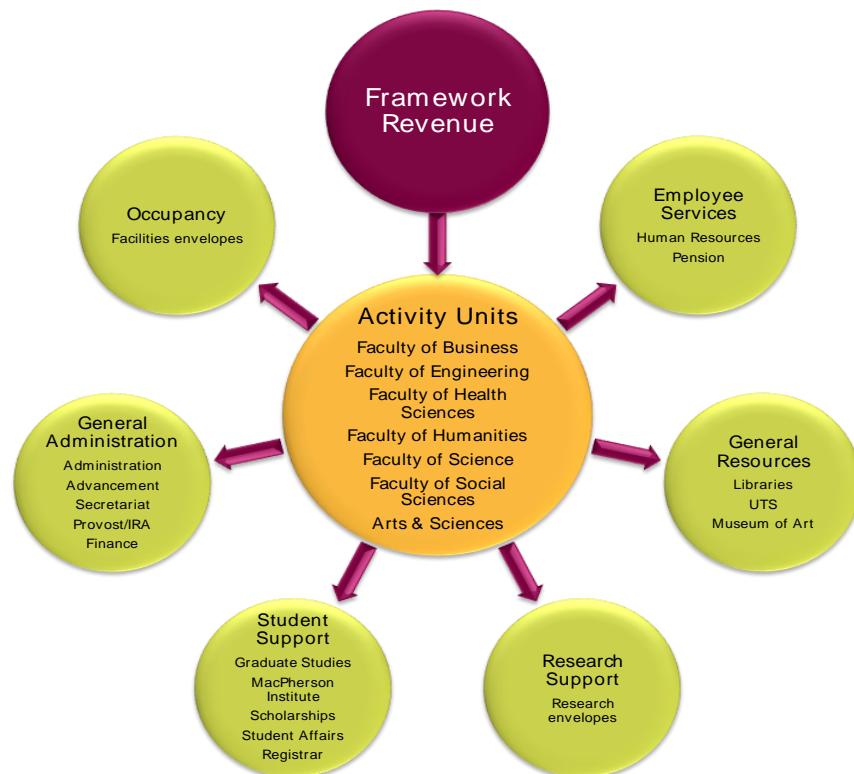 Framework
Revenue
Occupancy
Facilities envelopes
Employee
Services
Human Resources
Pension
Activity Units
Faculty of Business
Faculty of Engineering
Faculty of Health
Sciences
Faculty of Humanities
Faculty of Science
Faculty of Social
Sciences
Arts & Sciences
General
Administration
Administration
Advancement
Secretariat
Provost/IRA
Finance
General
Resources
Libraries
UTS
Museum of Art
Student
Support
Graduate Studies
MacPherson
Institute
Scholarships
Student Affairs
Registrar
Research
Support
Research
envelopes